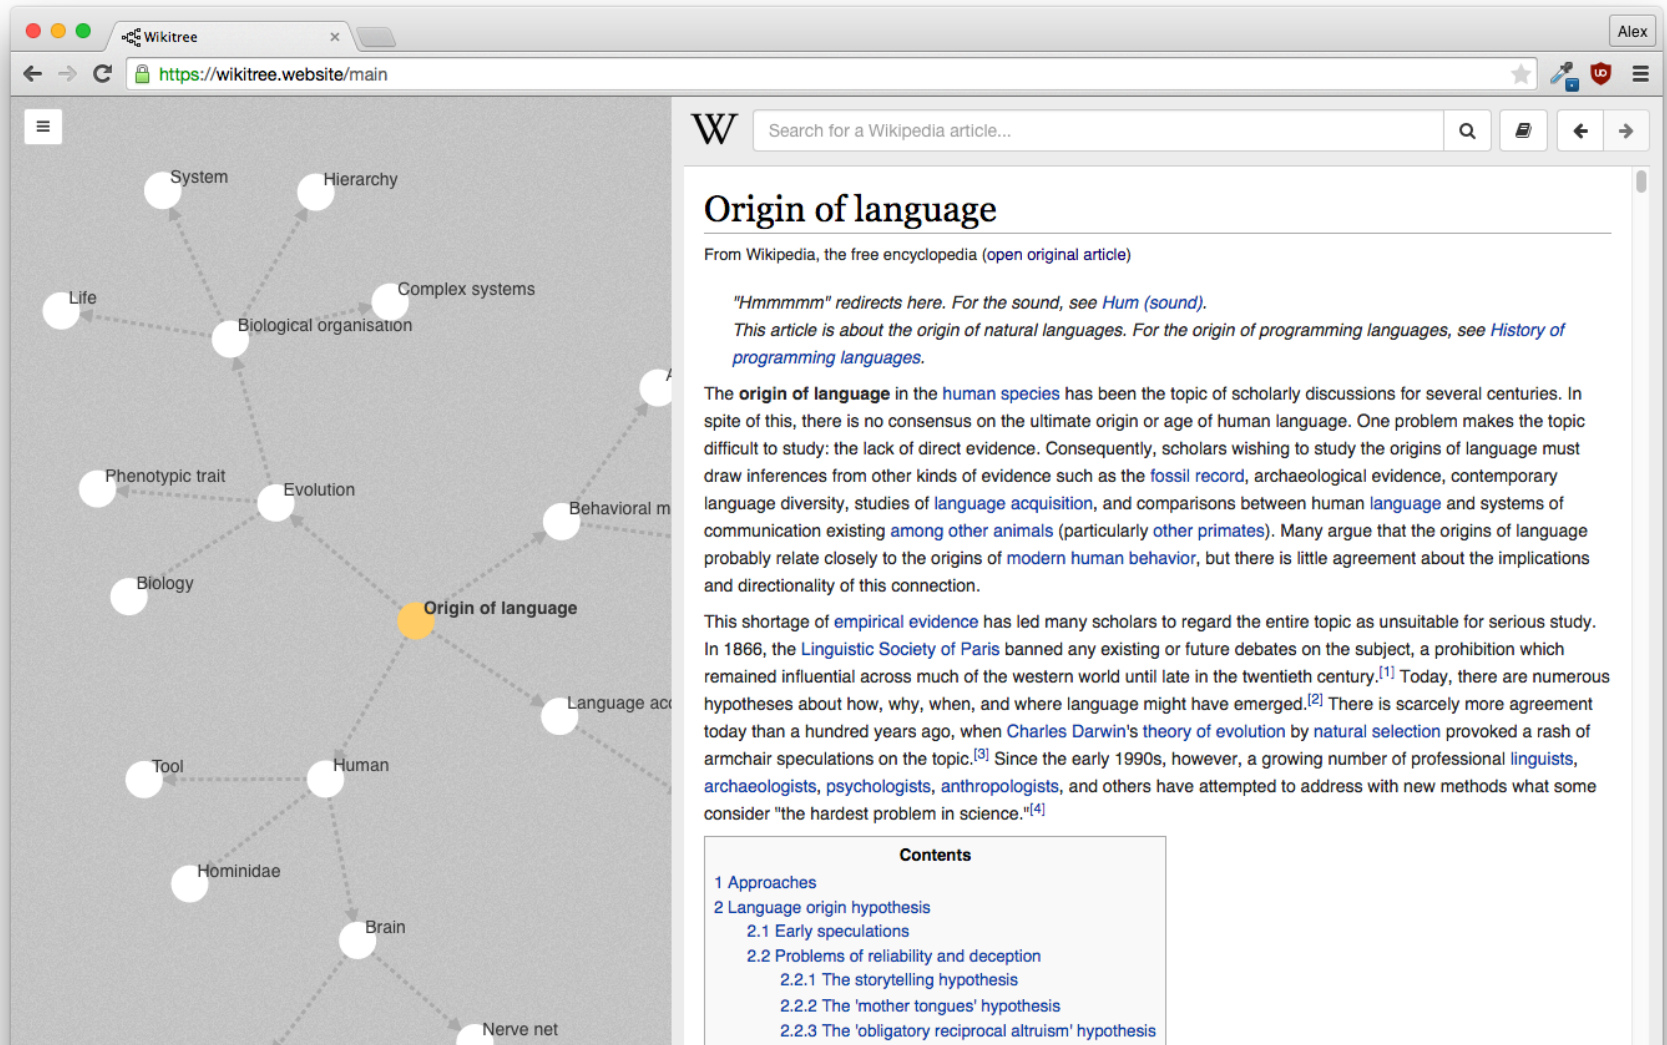 Wikitree
Alex
https://wikitree.website/main
System
Hierarchy
Life
Complex systems
Biological organisation
Phenotypic trait
Evolution
Behavioral m
Biology
Origin of language
Language acc
Tool
Human
Hominidae
Brain
Nerve net
W
Search for a Wikipedia article...
Origin of language
From Wikipedia, the free encyclopedia (open original article)
"Hmmmmm" redirects here. For the sound, see Hum (sound).
This article is about the origin of natural languages. For the origin of programming languages, see History of
programming languages.
The origin of language in the human species has been the topic of scholarly discussions for several centuries. In
spite of this, there is no consensus on the ultimate origin or age of human language. One problem makes the topic
difficult to study: the lack of direct evidence. Consequently, scholars wishing to study the origins of language must
draw inferences from other kinds of evidence such as the fossil record, archaeological evidence, contemporary
language diversity, studies of language acquisition, and comparisons between human language and systems of
communication existing among other animals (particularly other primates). Many argue that the origins of language
probably relate closely to the origins of modern human behavior, but there is little agreement about the implications
and directionality of this connection.
This shortage of empirical evidence has led many scholars to regard the entire topic as unsuitable for serious study.
In 1866, the Linguistic Society of Paris banned any existing or future debates on the subject, a prohibition which
remained influential across much of the western world until late in the twentieth century.[1] Today, there are numerous
hypotheses about how, why, when, and where language might have emerged.[2] There is scarcely more agreement
today than a hundred years ago, when Charles Darwin's theory of evolution by natural selection provoked a rash of
armchair speculations on the topic.[3] Since the early 1990s, however, a growing number of professional linguists,
archaeologists, psychologists, anthropologists, and others have attempted to address with new methods what some
consider "the hardest problem in science."[4]
Contents
1 Approaches
2 Language origin hypothesis
2.1 Early speculations
2.2 Problems of reliability and deception
2.2.1 The storytelling hypothesis
2.2.2 The 'mother tongues' hypothesis
2.2.3 The 'obligatory reciprocal altruism' hypothesis